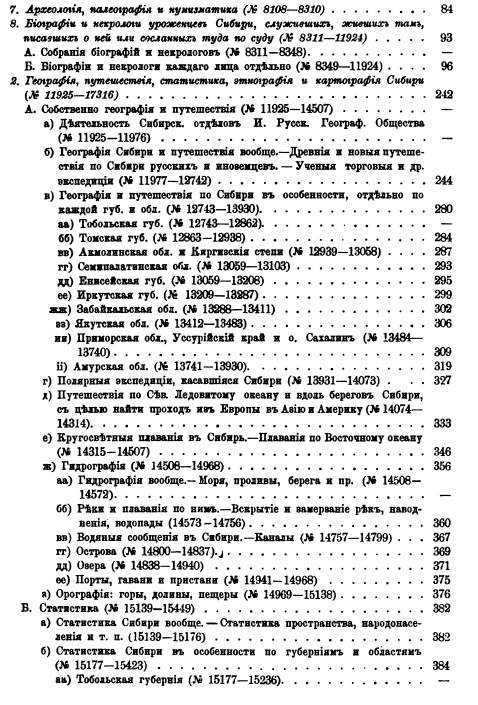 7. Археологія, палеографія и нумизматика (№ 8108—8310) . . . . . . 84
8. Біографіи и некрологи уроженцевъ Сибири, служившихъ, жившихъ тамъ,
писавшихъ о ней или сосланныхъ туда по суду (№ 8311—11924) . . . . 93
А. Собранія біографій и некрологовъ (№ 8311—8348). . . . . . . . —
Б. Біографіи и некрологи каждаго лица отдѣльно (№ 8349—11924) . . . 96
2. Географія, путешествія, статистика, этнографія и картографія Сибири
(№ 11925—17316) . . . . . . . . . . . . . . . . 242
А. Собственно географія и путешествія (№ 11925—14507) . . . . . . —
а) Дѣятельность Сибирск. отдѣловъ И. Русск. Географ. Общества
(№ 11925—11976) . . . . . . . . . . . . . . . —
б) Географія Сибири и путешествія вообще.—Древнія и новыя путеше-
ствія по Сибири русскихъ и иноземцевъ. — Ученыя торговыя и др.
экспедиціи (№ 11977—12742) . . . . . . . . . . . . 244
в) Географія и путешествія по Сибири въ особенности, отдѣльно по
каждой губ. и обл. (№ 12743—13930). . . . . . . . . . 280
аа) Тобольская губ. (№ 12743—12862). . . . . . . . . . —
бб) Томская губ. (№ 12863—12938) . . . . . . . . . . 284
вв) Акмолинская обл. и Киргизскія степи (№ 12939—13058) . . . 287
гг) Семипалатинская обл. (№ 13059—13103) . . . . . . . 293
дд) Енисейская губ. (№ 13059—13208) . . . . . . . . . 295
ее) Иркутская губ. (№ 13209—13287) . . . . . . . . . 299
жж) Забайкальская обл. (№ 13288—13411) . . . . . . . . 302
зз) Якутская обл. (№ 13412—13483) . . . . . . . . . . 306
ии) Приморская обл., Уссурійскій край и о. Сахалинъ (№ 13484—
13740) . . . . . . . . . . . . . . . . . 309
іі) Амурская обл. (№ 13741—13930). . . . . . . . . . 319
г) Полярныя экспедиціи, касавшіяся Сибири (№ 13931—14073) . . . 327
д) Путешествія по Сѣв. Ледовитому океану и вдоль береговъ Сибири,
съ цѣлью найти проходъ изъ Европы въ Азію и Америку (№ 14074—
14314). . . . . . . . . . . . . . . . . . 333
е) Кругосвѣтныя плаванія въ Сибирь.—Плаванія по Восточному океану
(№ 14315—14507) . . . . . . . . . . . . . . . 346
ж) Гидрографія (№ 14508—14968) . . . . . . . . . . . 356
аа) Гидрографія вообще.— Моря, проливы, берега и пр. (№ 14508—
14572). . . . . . . . . . . . . . . . . . —
бб) Рѣки и плаванія по нимъ.—Вскрытіе и замерзаніе рѣкъ, навод-
ненія, водопады (14573 -14756) . . . . . . . . . . . 360
вв) Водяныя сообщенія въ Сибири.—Каналы (№ 14757—14799) . . 367
гг) Острова (№ 14800—14837). . . . . . . . . . . . 369
дд) Озера (№ 14838—14940) . . . . . . . . . . . . 371
ее) Порты, гавани и пристани (№ 14941—14968) . . . . . . 375
з) Орографія: горы, долины, пещеры (№ 14969—15138) . . . . . . 376
Б. Статистика (№ 15139—15449) . . . . . . . . . . . . 382
а) Статистика Сибири вообще. — Статистика пространства, народонасе-
ленія и т. п. (15139—15176) . . . . . . . . . . . . 382
б) Статистика Сибири въ особенности по губерніямъ и областямъ
(№ 15177—15423) . . . . . . . . . . . . . . . 384
аа) Тобольская губернія (№ 15177—15236). . . . . . . . . —